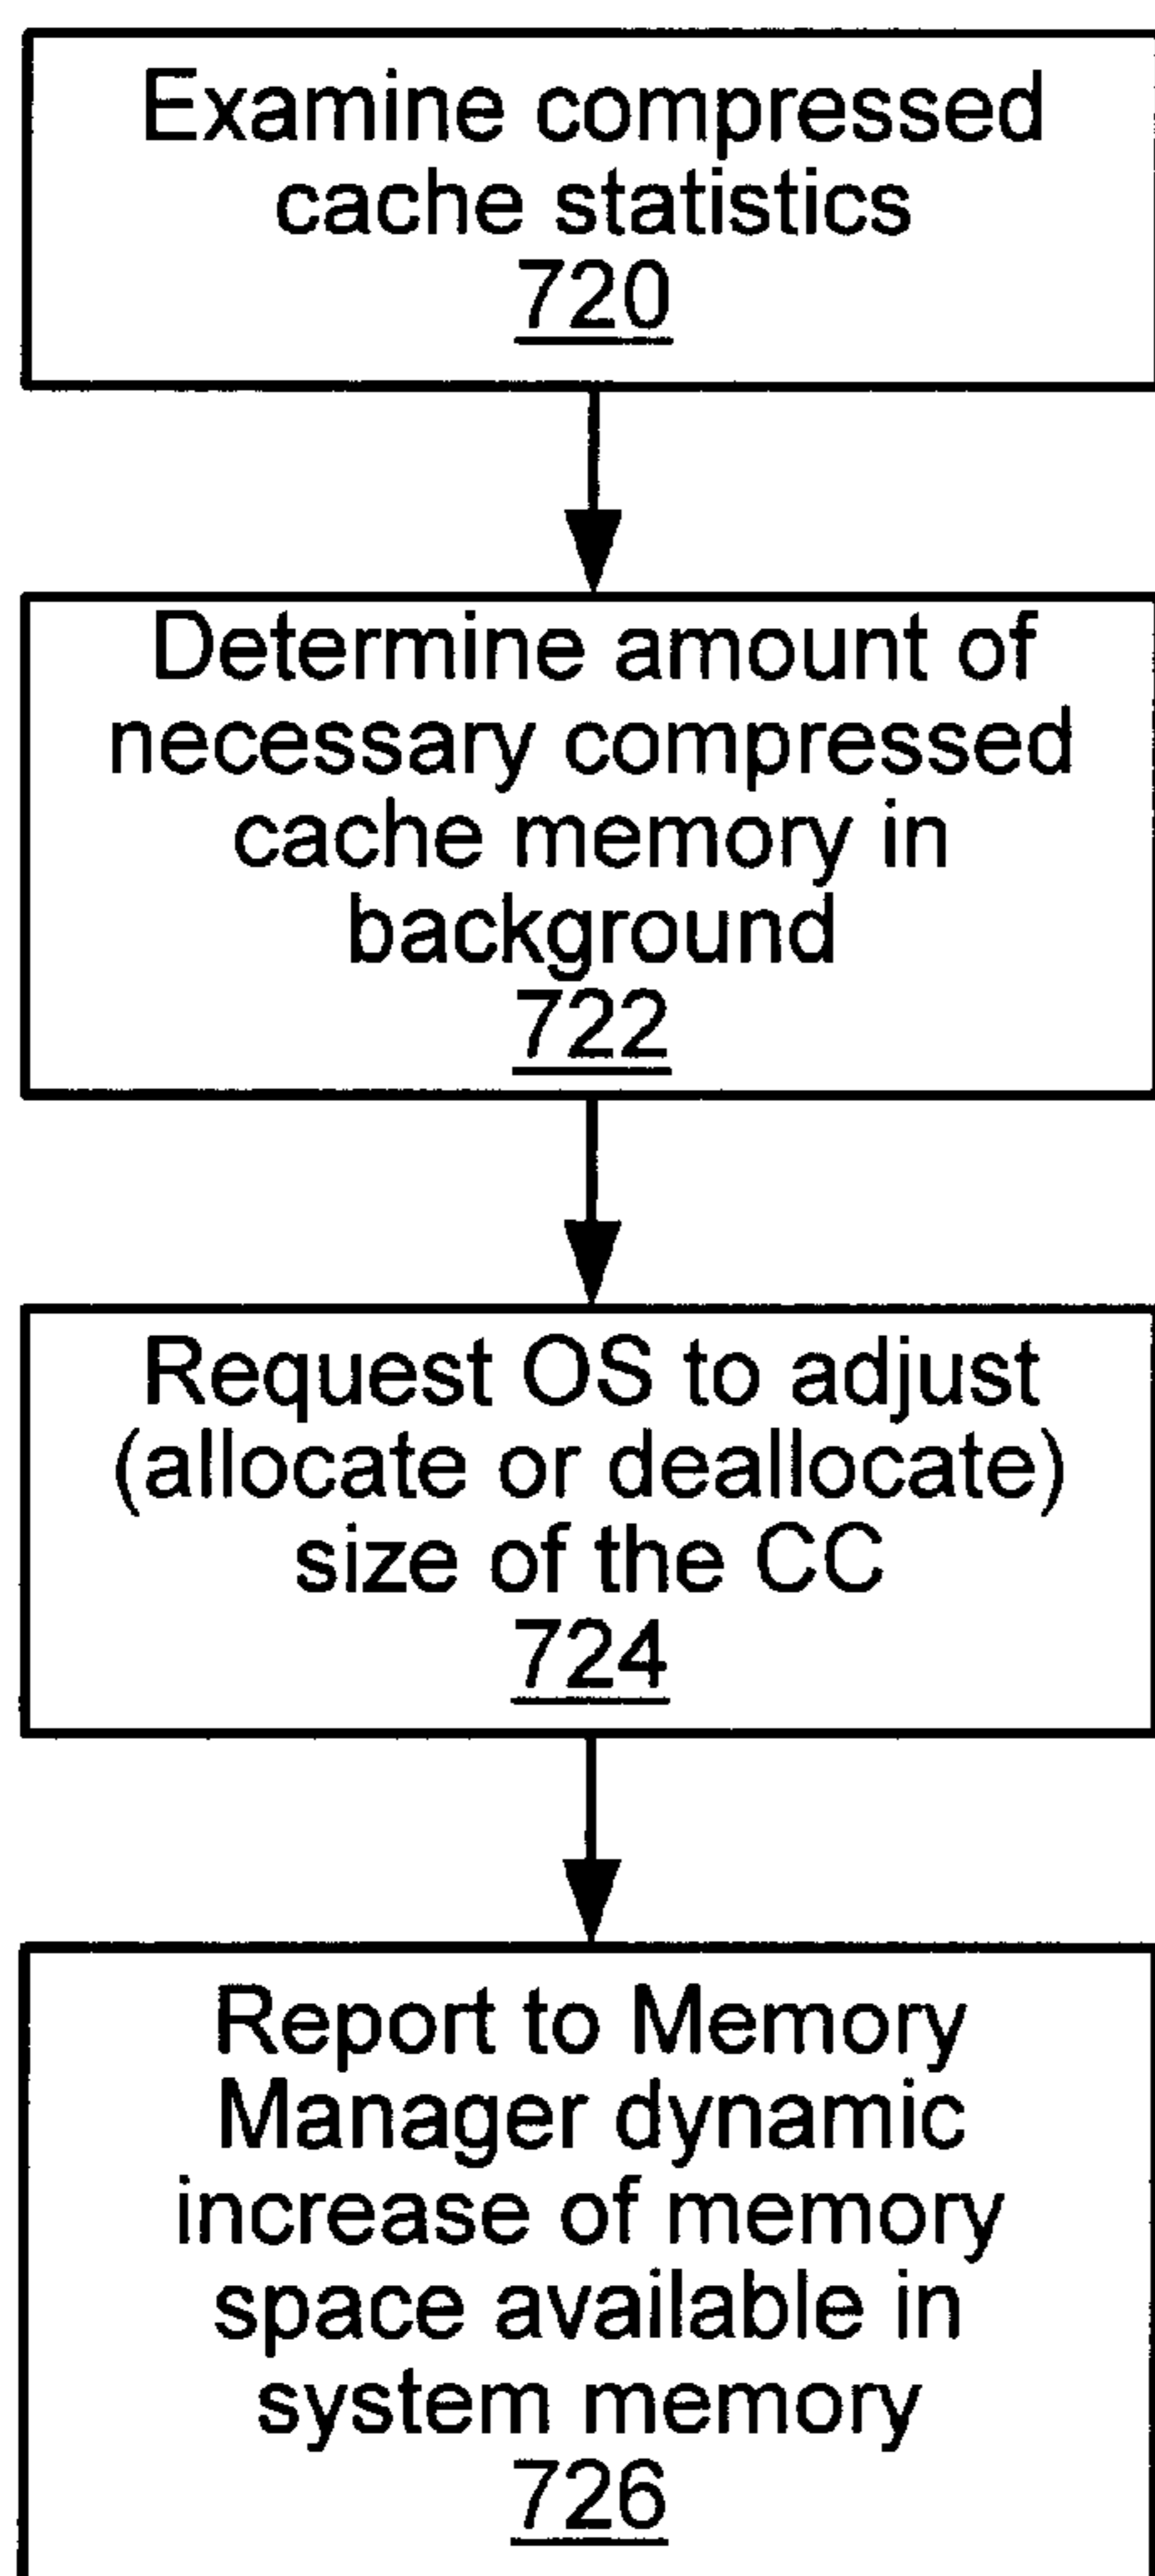 Examine compressed
cache statistics
720
Determine amount of
necessary compressed
cache memory in
background
722
Request OS to adjust
(allocate or deallocate)
size of the CC
724
Report to Memory
Manager dynamic
increase of memory
space available in
system memory
726